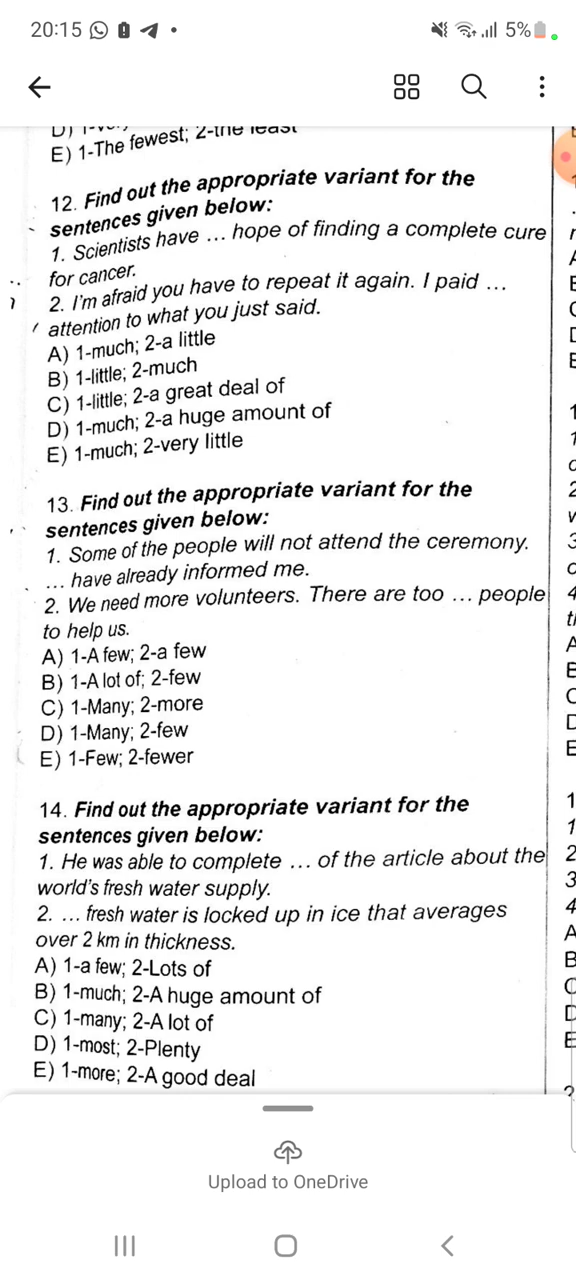 20:15
5%
E) 1-The fewest; 2-the least
12. Find out the appropriate variant for the
sentences given below:
1. Scientists have ... hope of finding a complete cure
for cancer.
2. I'm afraid you have to repeat it again. I paid ...
attention to what you just said.
A) 1-much; 2-a little
B) 1-little; 2-much
C) 1-little; 2-a great deal of
D) 1-much; 2-a huge amount of
E) 1-much; 2-very little
13. Find out the appropriate variant for the
sentences given below:
1. Some of the people will not attend the ceremony.
... have already informed me.
2. We need more volunteers. There are too ... people
to help us.
A) 1-A few; 2-a few
B) 1-A lot of; 2-few
C) 1-Many; 2-more
D) 1-Many; 2-few
E) 1-Few; 2-fewer
14. Find out the appropriate variant for the
sentences given below:
1. He was able to complete ... of the article about the
world's fresh water supply.
2. ... fresh water is locked up in ice that averages
over 2 km in thickness.
A) 1-a few; 2-Lots of
B) 1-much; 2-A huge amount of
C) 1-many; 2-A lot of
D) 1-most; 2-Plenty
E) 1-more; 2-A good deal
Upload to OneDrive